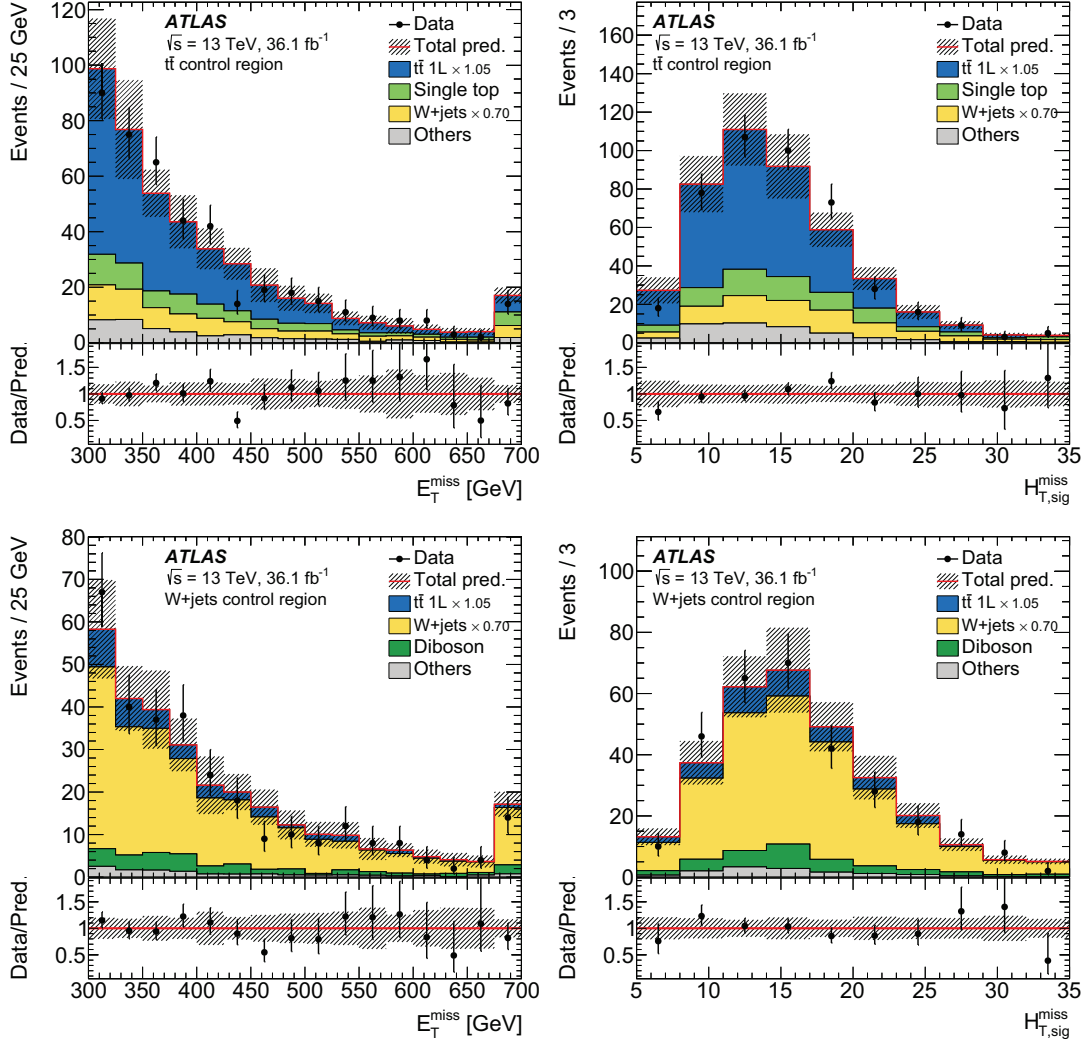 Events / 25 GeV
120
100
80
60
40
20
0
ATLAS
√s = 13 TeV, 36.1 fb⁻¹
tt̄ control region
Data
Total pred.
tt̄ 1L × 1.05
Single top
W+jets × 0.70
Others
Data/Pred.
1.5
1
0.5
300 350 400 450 500 550 600 650 700
E_T^miss [GeV]
Events / 3
160
140
120
100
80
60
40
20
0
ATLAS
√s = 13 TeV, 36.1 fb⁻¹
tt̄ control region
Data
Total pred.
tt̄ 1L × 1.05
Single top
W+jets × 0.70
Others
Data/Pred.
1.5
1
0.5
5 10 15 20 25 30 35
H_T,sig^miss
Events / 25 GeV
80
70
60
50
40
30
20
10
0
ATLAS
√s = 13 TeV, 36.1 fb⁻¹
W+jets control region
Data
Total pred.
tt̄ 1L × 1.05
W+jets × 0.70
Diboson
Others
Data/Pred.
1.5
1
0.5
300 350 400 450 500 550 600 650 700
E_T^miss [GeV]
Events / 3
100
80
60
40
20
0
ATLAS
√s = 13 TeV, 36.1 fb⁻¹
W+jets control region
Data
Total pred.
tt̄ 1L × 1.05
W+jets × 0.70
Diboson
Others
Data/Pred.
1.5
1
0.5
5 10 15 20 25 30 35
H_T,sig^miss